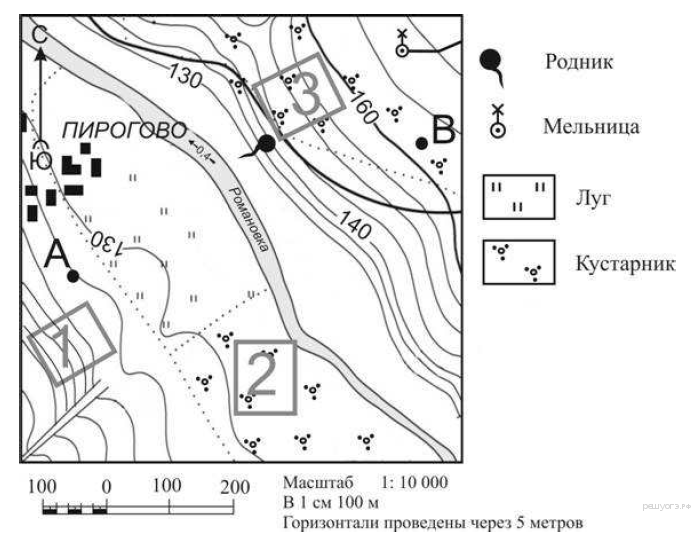 С
130
3
160
В
ПИРОГОВО
0,4
Ю
Романовка
140
130
А
1
2
Родник
Мельница
Луг
Кустарник
100 0 100 200
Масштаб 1: 10 000
В 1 см 100 м
Горизонтали проведены через 5 метров
решуогэ.рф